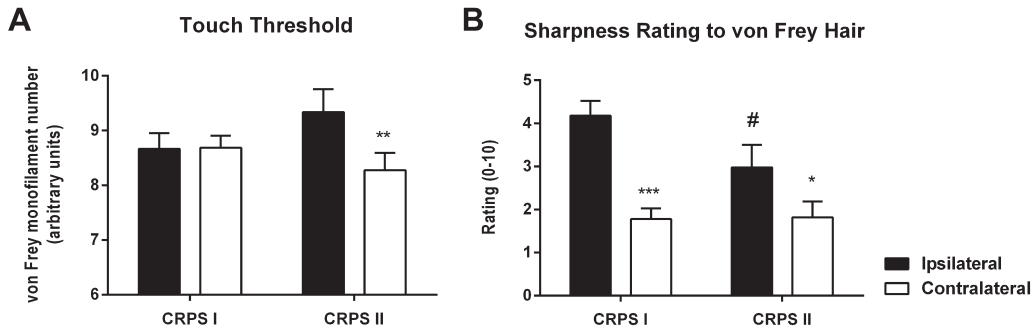 A
Touch Threshold
von Frey monofilament number
(arbitrary units)
10
9
8
7
6
**
CRPS I
CRPS II
B
Sharpness Rating to von Frey Hair
Rating (0-10)
5
4
3
2
1
0
***
#
*
CRPS I
CRPS II
Ipsilateral
Contralateral